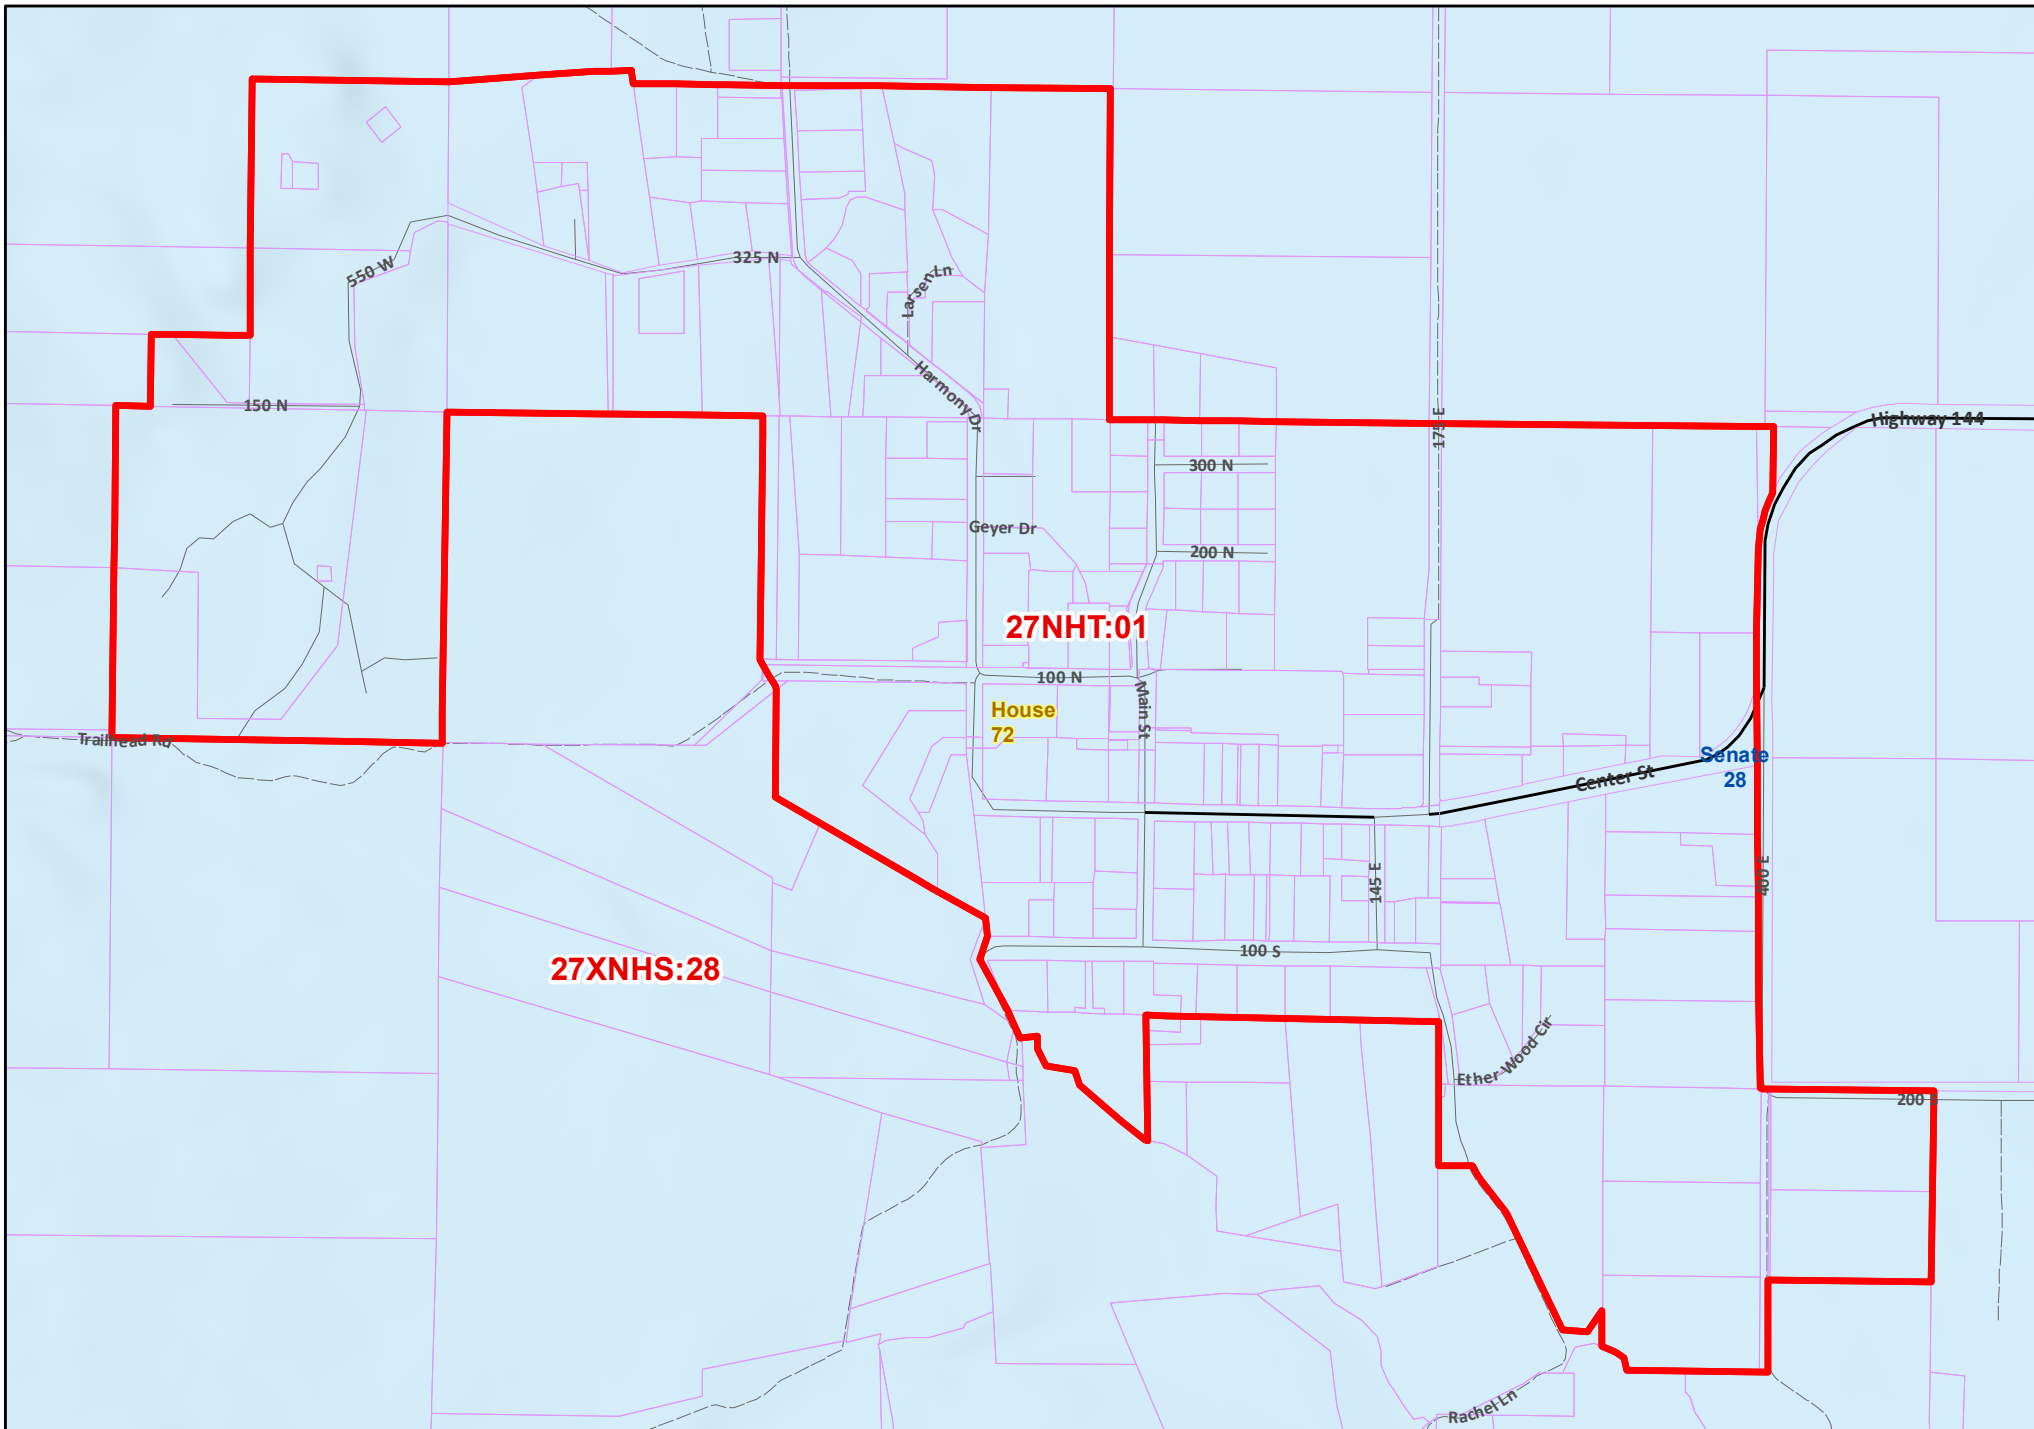 325 N
550 W
Larsen Ln
Harmony Dr
150 N
175 E
Highway 144
300 N
Geyer Dr
200 N
27NHT:01
100 N
Main St
House
72
Trailhead Rd
Senate
28
Center St
145 E
400 E
100 S
27XNHS:28
Ether Wood Cir
200 S
Rachel Ln